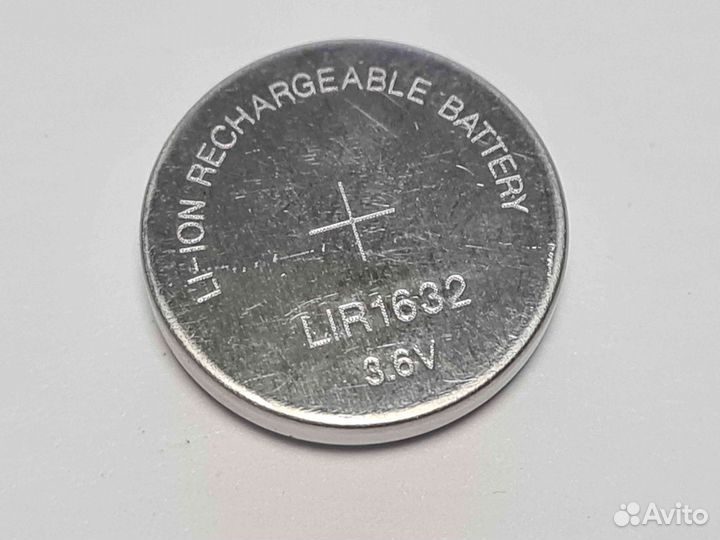 LI-ION RECHARGEABLE BATTERY
+
LIR1632
3.6V
Avito